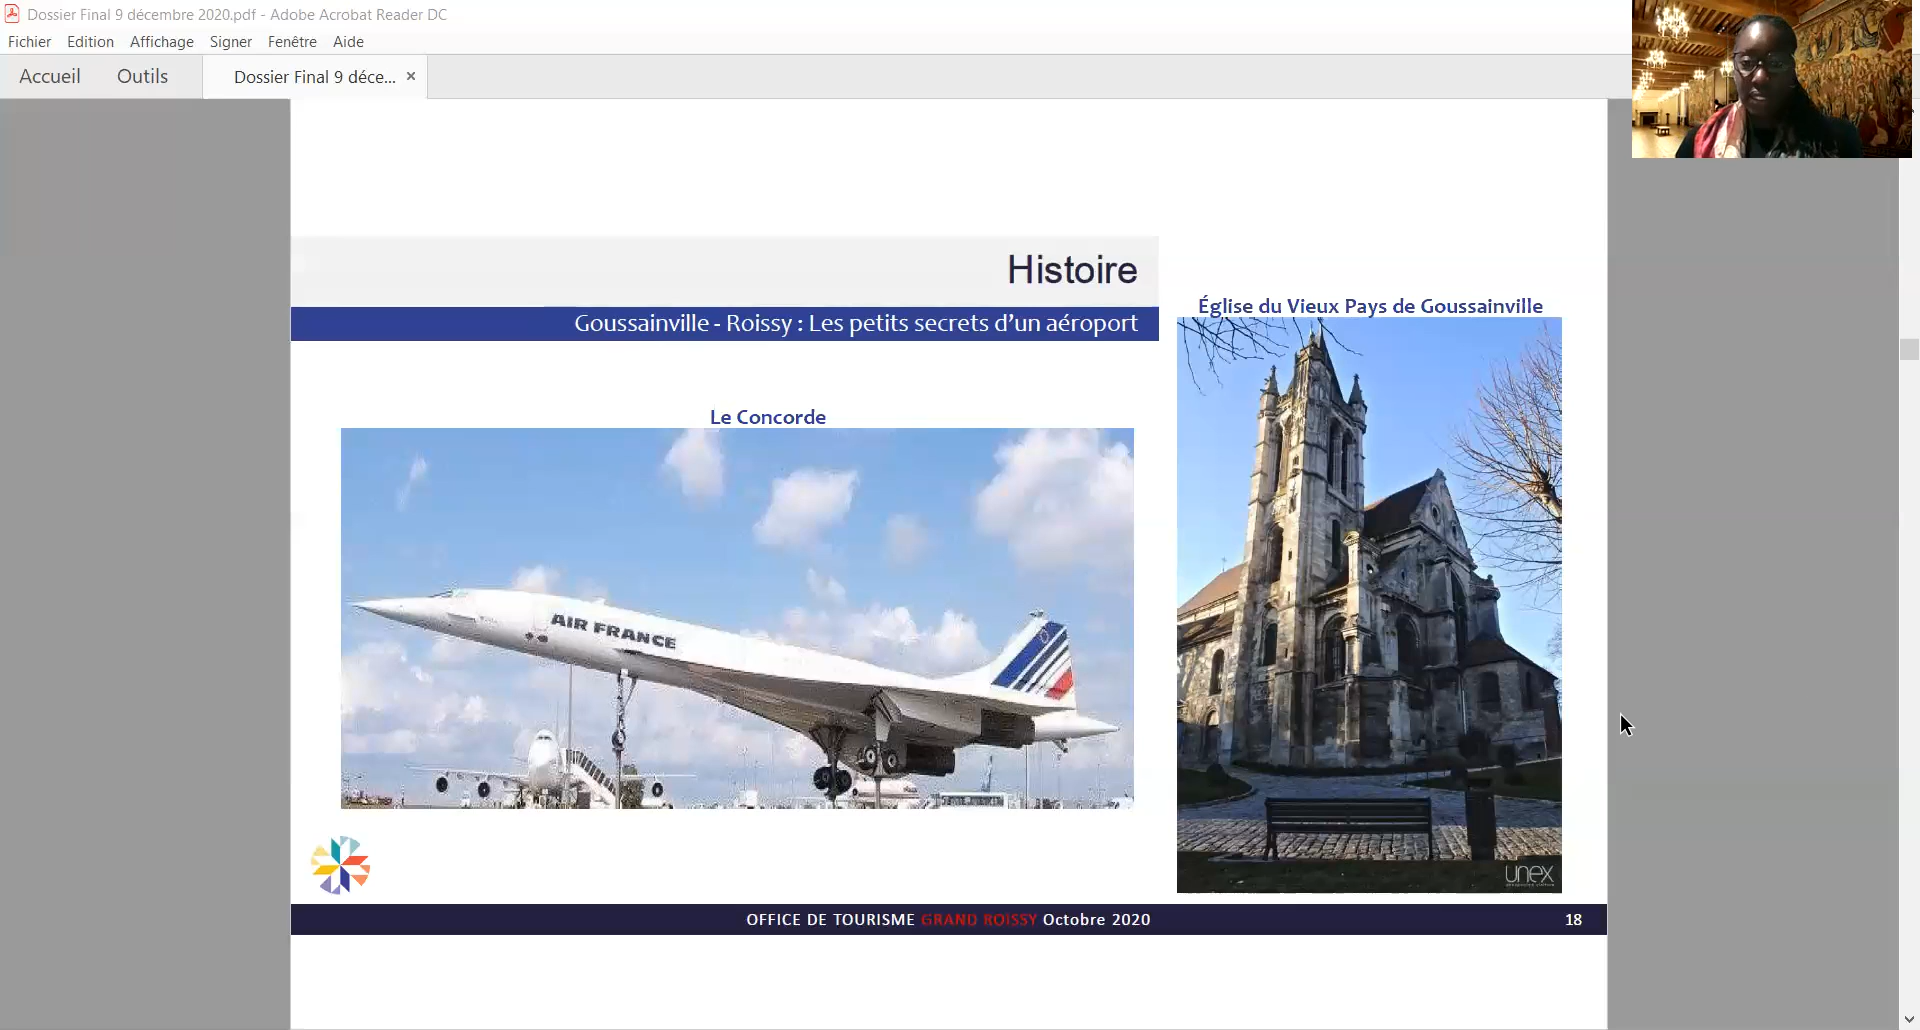 Dossier Final 9 décembre 2020.pdf - Adobe Acrobat Reader DC
Fichier Edition Affichage Signer Fenêtre Aide
Accueil Outils Dossier Final 9 déce... ×
Histoire
Goussainville - Roissy : Les petits secrets d’un aéroport
Église du Vieux Pays de Goussainville
Le Concorde
AIR FRANCE
unex
OFFICE DE TOURISME GRAND ROISSY Octobre 2020 18